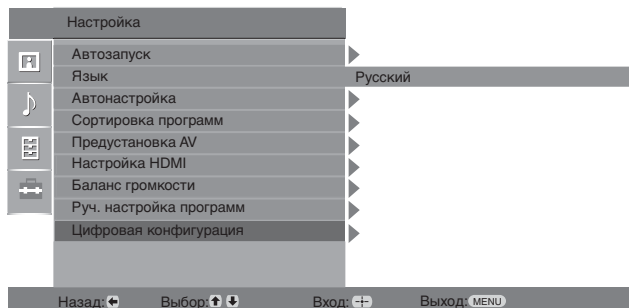 Настройка
Автозапуск
Язык Русский
Автонастройка
Сортировка программ
Предустановка AV
Настройка HDMI
Баланс громкости
Руч. настройка программ
Цифровая конфигурация
Назад: Выбор: Вход: Выход: MENU